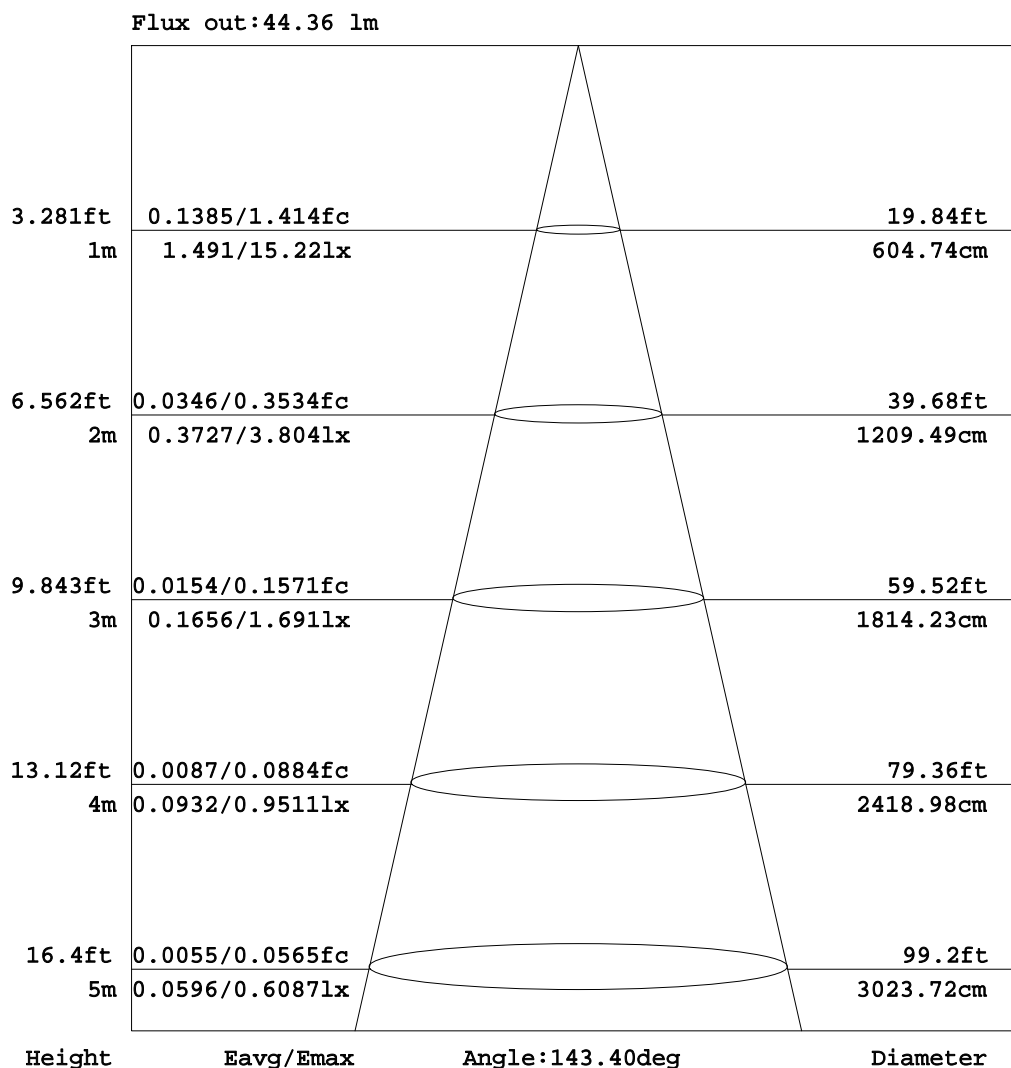 Flux out:44.36 lm
3.281ft 0.1385/1.414fc 19.84ft
1m 1.491/15.22lx 604.74cm
6.562ft 0.0346/0.3534fc 39.68ft
2m 0.3727/3.804lx 1209.49cm
9.843ft 0.0154/0.1571fc 59.52ft
3m 0.1656/1.691lx 1814.23cm
13.12ft 0.0087/0.0884fc 79.36ft
4m 0.0932/0.9511lx 2418.98cm
16.4ft 0.0055/0.0565fc 99.2ft
5m 0.0596/0.6087lx 3023.72cm
Height Eavg/Emax Angle:143.40deg Diameter